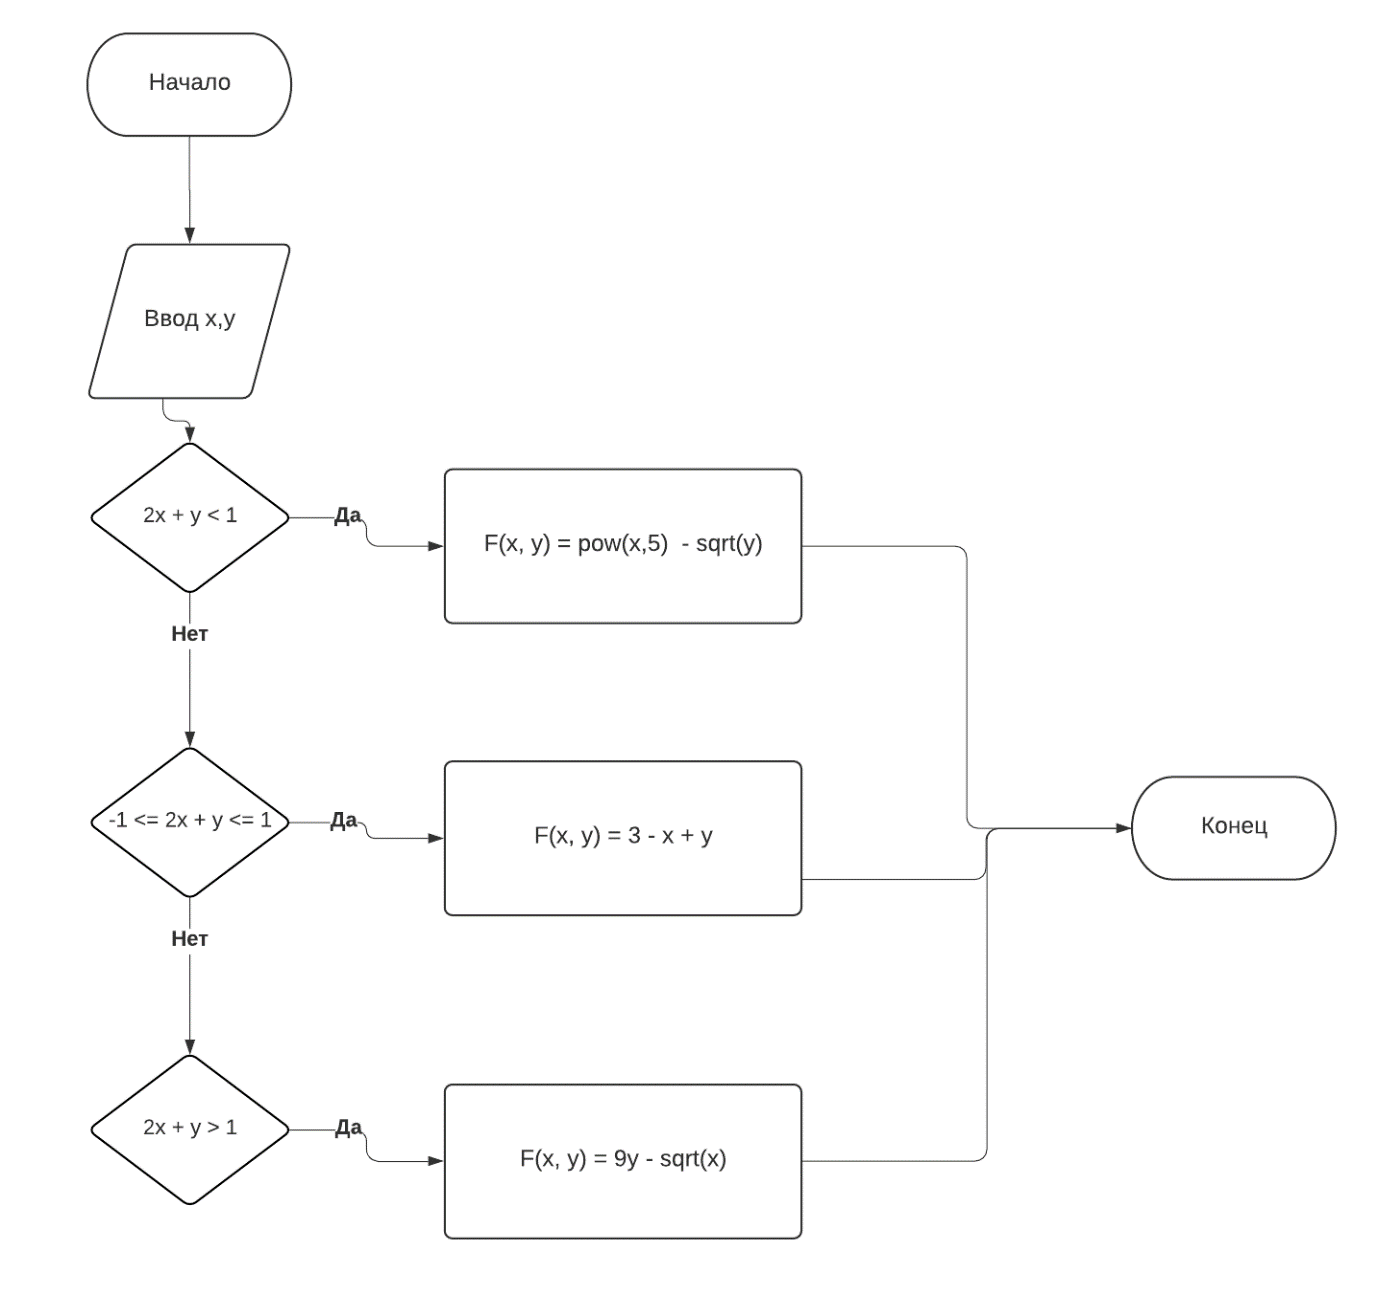 Начало
Ввод x,y
2x + y < 1
Да
F(x, y) = pow(x,5)  - sqrt(y)
Нет
-1 <= 2x + y <= 1
Да
F(x, y) = 3 - x + y
Конец
Нет
2x + y > 1
Да
F(x, y) = 9y - sqrt(x)